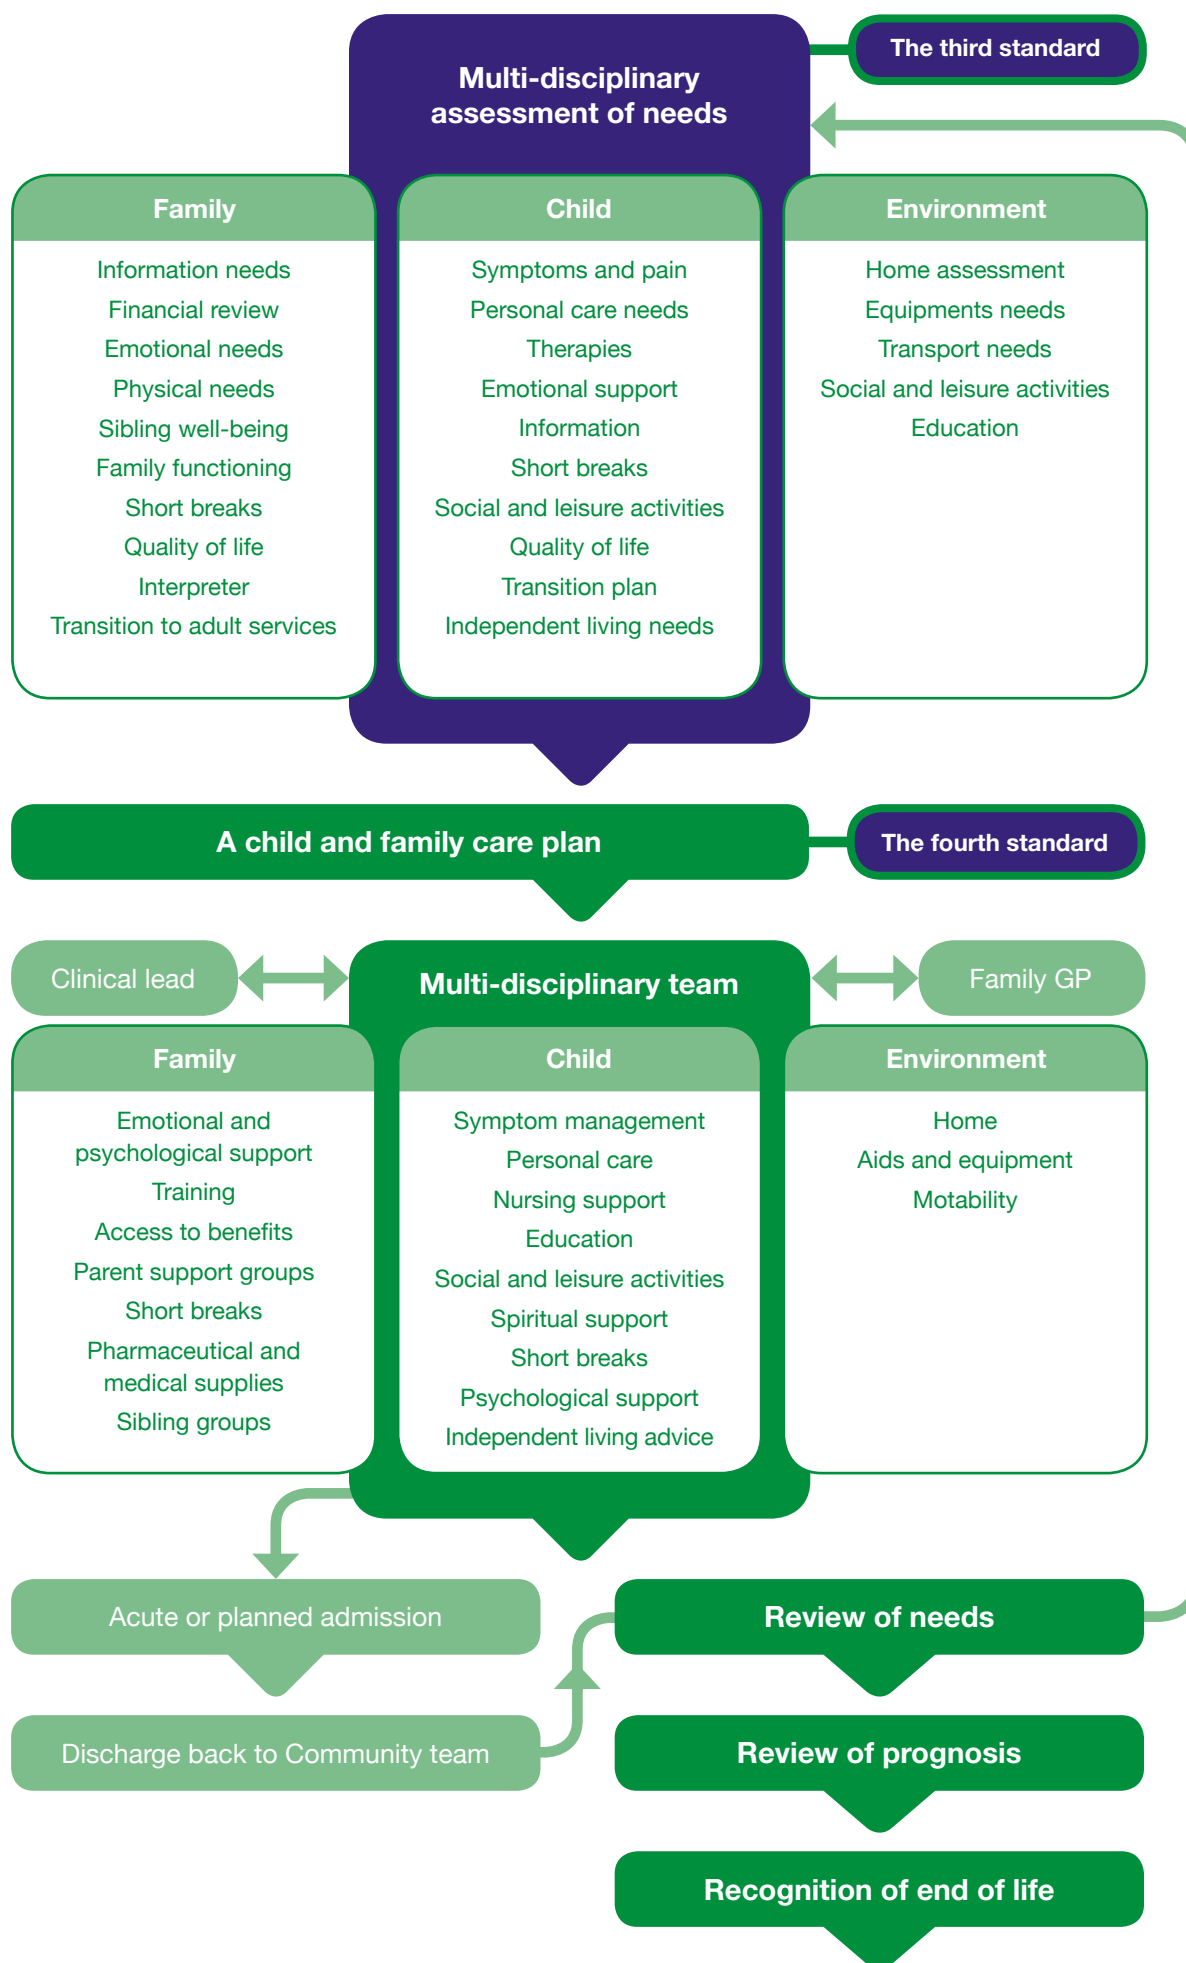 The third standard
Multi-disciplinary
assessment of needs
Family
Information needs
Financial review
Emotional needs
Physical needs
Sibling well-being
Family functioning
Short breaks
Quality of life
Interpreter
Transition to adult services
Child
Symptoms and pain
Personal care needs
Therapies
Emotional support
Information
Short breaks
Social and leisure activities
Quality of life
Transition plan
Independent living needs
Environment
Home assessment
Equipments needs
Transport needs
Social and leisure activities
Education
A child and family care plan
The fourth standard
Clinical lead
Multi-disciplinary team
Family GP
Family
Emotional and
psychological support
Training
Access to benefits
Parent support groups
Short breaks
Pharmaceutical and
medical supplies
Sibling groups
Child
Symptom management
Personal care
Nursing support
Education
Social and leisure activities
Spiritual support
Short breaks
Psychological support
Independent living advice
Environment
Home
Aids and equipment
Motability
Acute or planned admission
Discharge back to Community team
Review of needs
Review of prognosis
Recognition of end of life